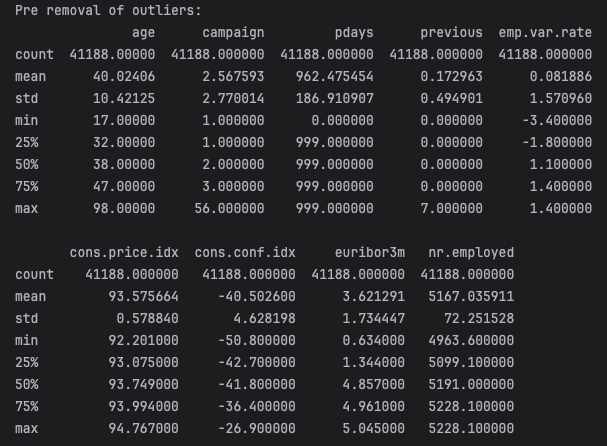 Pre removal of outliers:
age campaign pdays previous emp.var.rate
count 41188.00000 41188.000000 41188.000000 41188.000000 41188.000000
mean 40.02406 2.567593 962.475454 0.172963 0.081886
std 10.42125 2.770014 186.910907 0.494901 1.570960
min 17.00000 1.000000 0.000000 0.000000 -3.400000
25% 32.00000 1.000000 999.000000 0.000000 -1.800000
50% 38.00000 2.000000 999.000000 0.000000 1.100000
75% 47.00000 3.000000 999.000000 0.000000 1.400000
max 98.00000 56.000000 999.000000 7.000000 1.400000
cons.price.idx cons.conf.idx euribor3m nr.employed
count 41188.000000 41188.000000 41188.000000 41188.000000
mean 93.575664 -40.502600 3.621291 5167.035911
std 0.578840 4.628198 1.734447 72.251528
min 92.201000 -50.800000 0.634000 4963.600000
25% 93.075000 -42.700000 1.344000 5099.100000
50% 93.749000 -41.800000 4.857000 5191.000000
75% 93.994000 -36.400000 4.961000 5228.100000
max 94.767000 -26.900000 5.045000 5228.100000